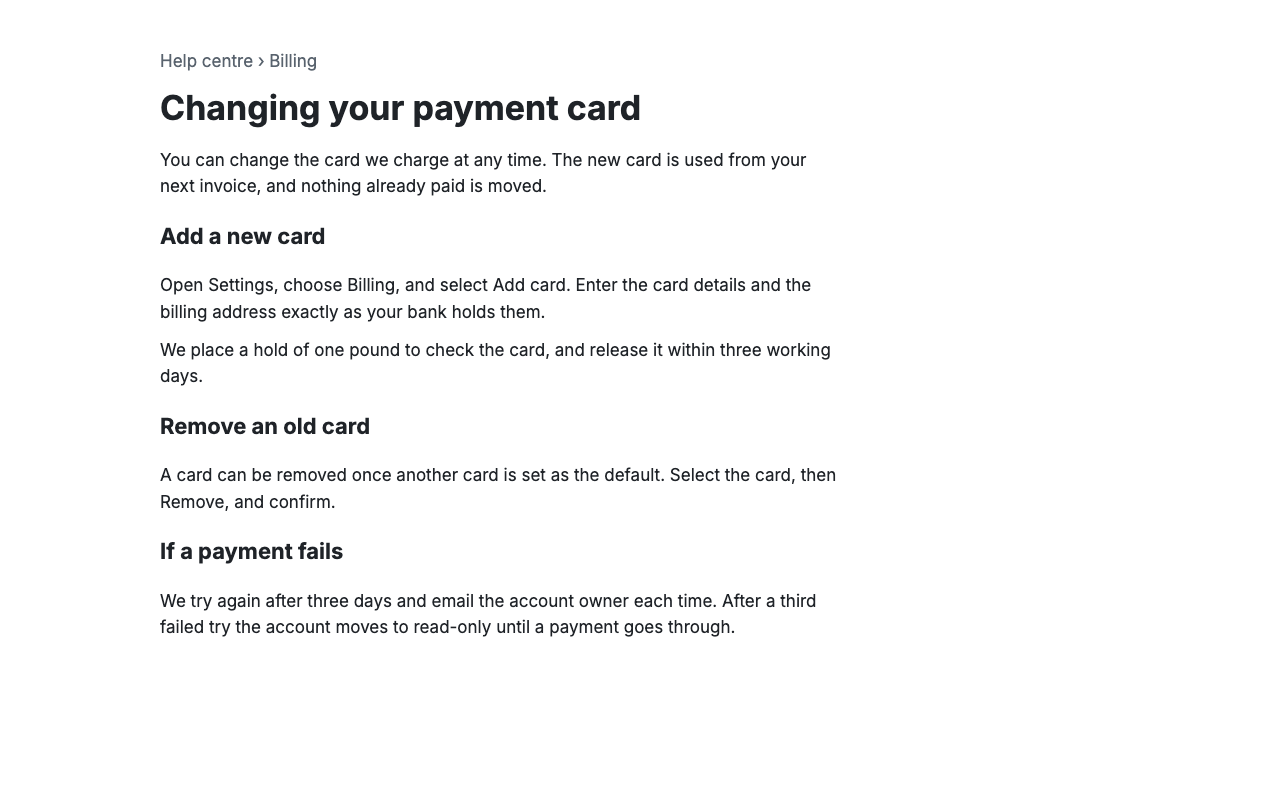 Help centre › Billing
Changing your payment card
You can change the card we charge at any time. The new card is used from your
next invoice, and nothing already paid is moved.
Add a new card
Open Settings, choose Billing, and select Add card. Enter the card details and the
billing address exactly as your bank holds them.
We place a hold of one pound to check the card, and release it within three working
days.
Remove an old card
A card can be removed once another card is set as the default. Select the card, then
Remove, and confirm.
If a payment fails
We try again after three days and email the account owner each time. After a third
failed try the account moves to read-only until a payment goes through.